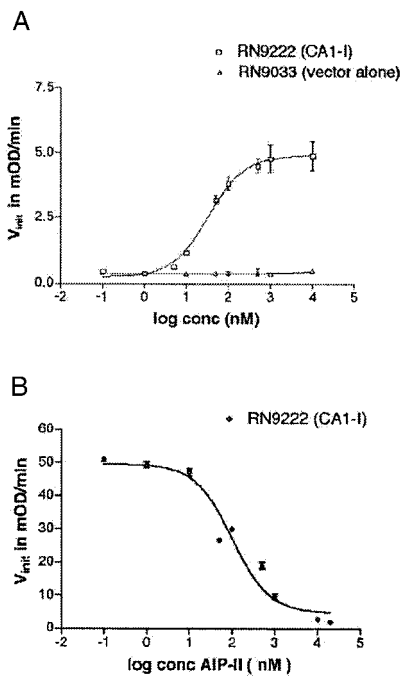 A
RN9222 (CA1-I)
RN9033 (vector alone)
7.5
5.0
2.5
0.0
Vinit in mOD/min
-2 -1 0 1 2 3 4 5
log conc (nM)
B
RN9222 (CA1-I)
60
50
40
30
20
10
0
Vinit in mOD/min
-2 -1 0 1 2 3 4 5
log conc AIP-II ( nM )